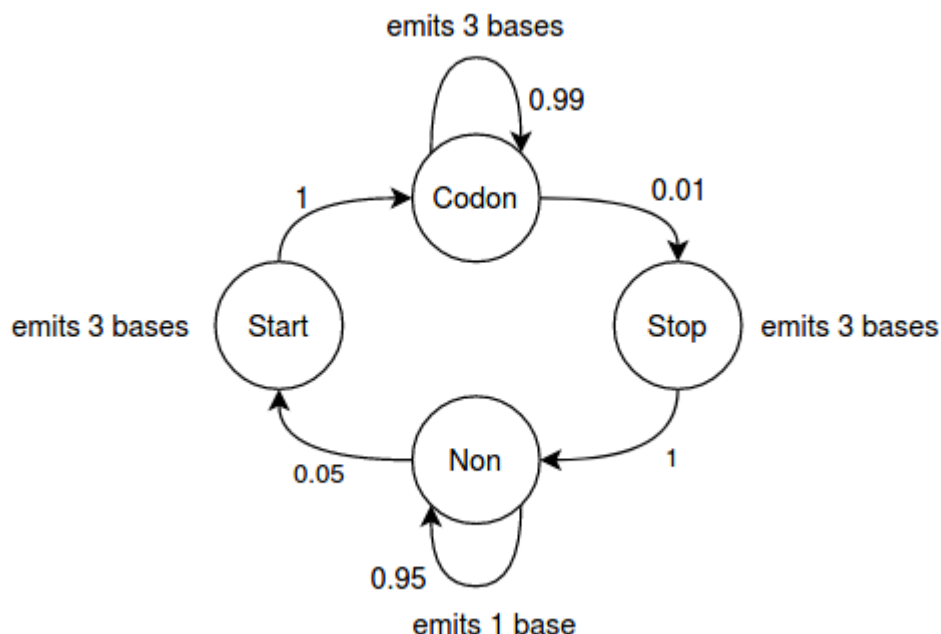 emits 3 bases
0.99
Codon
1
0.01
emits 3 bases
Start
Stop
emits 3 bases
Non
0.05
1
0.95
emits 1 base